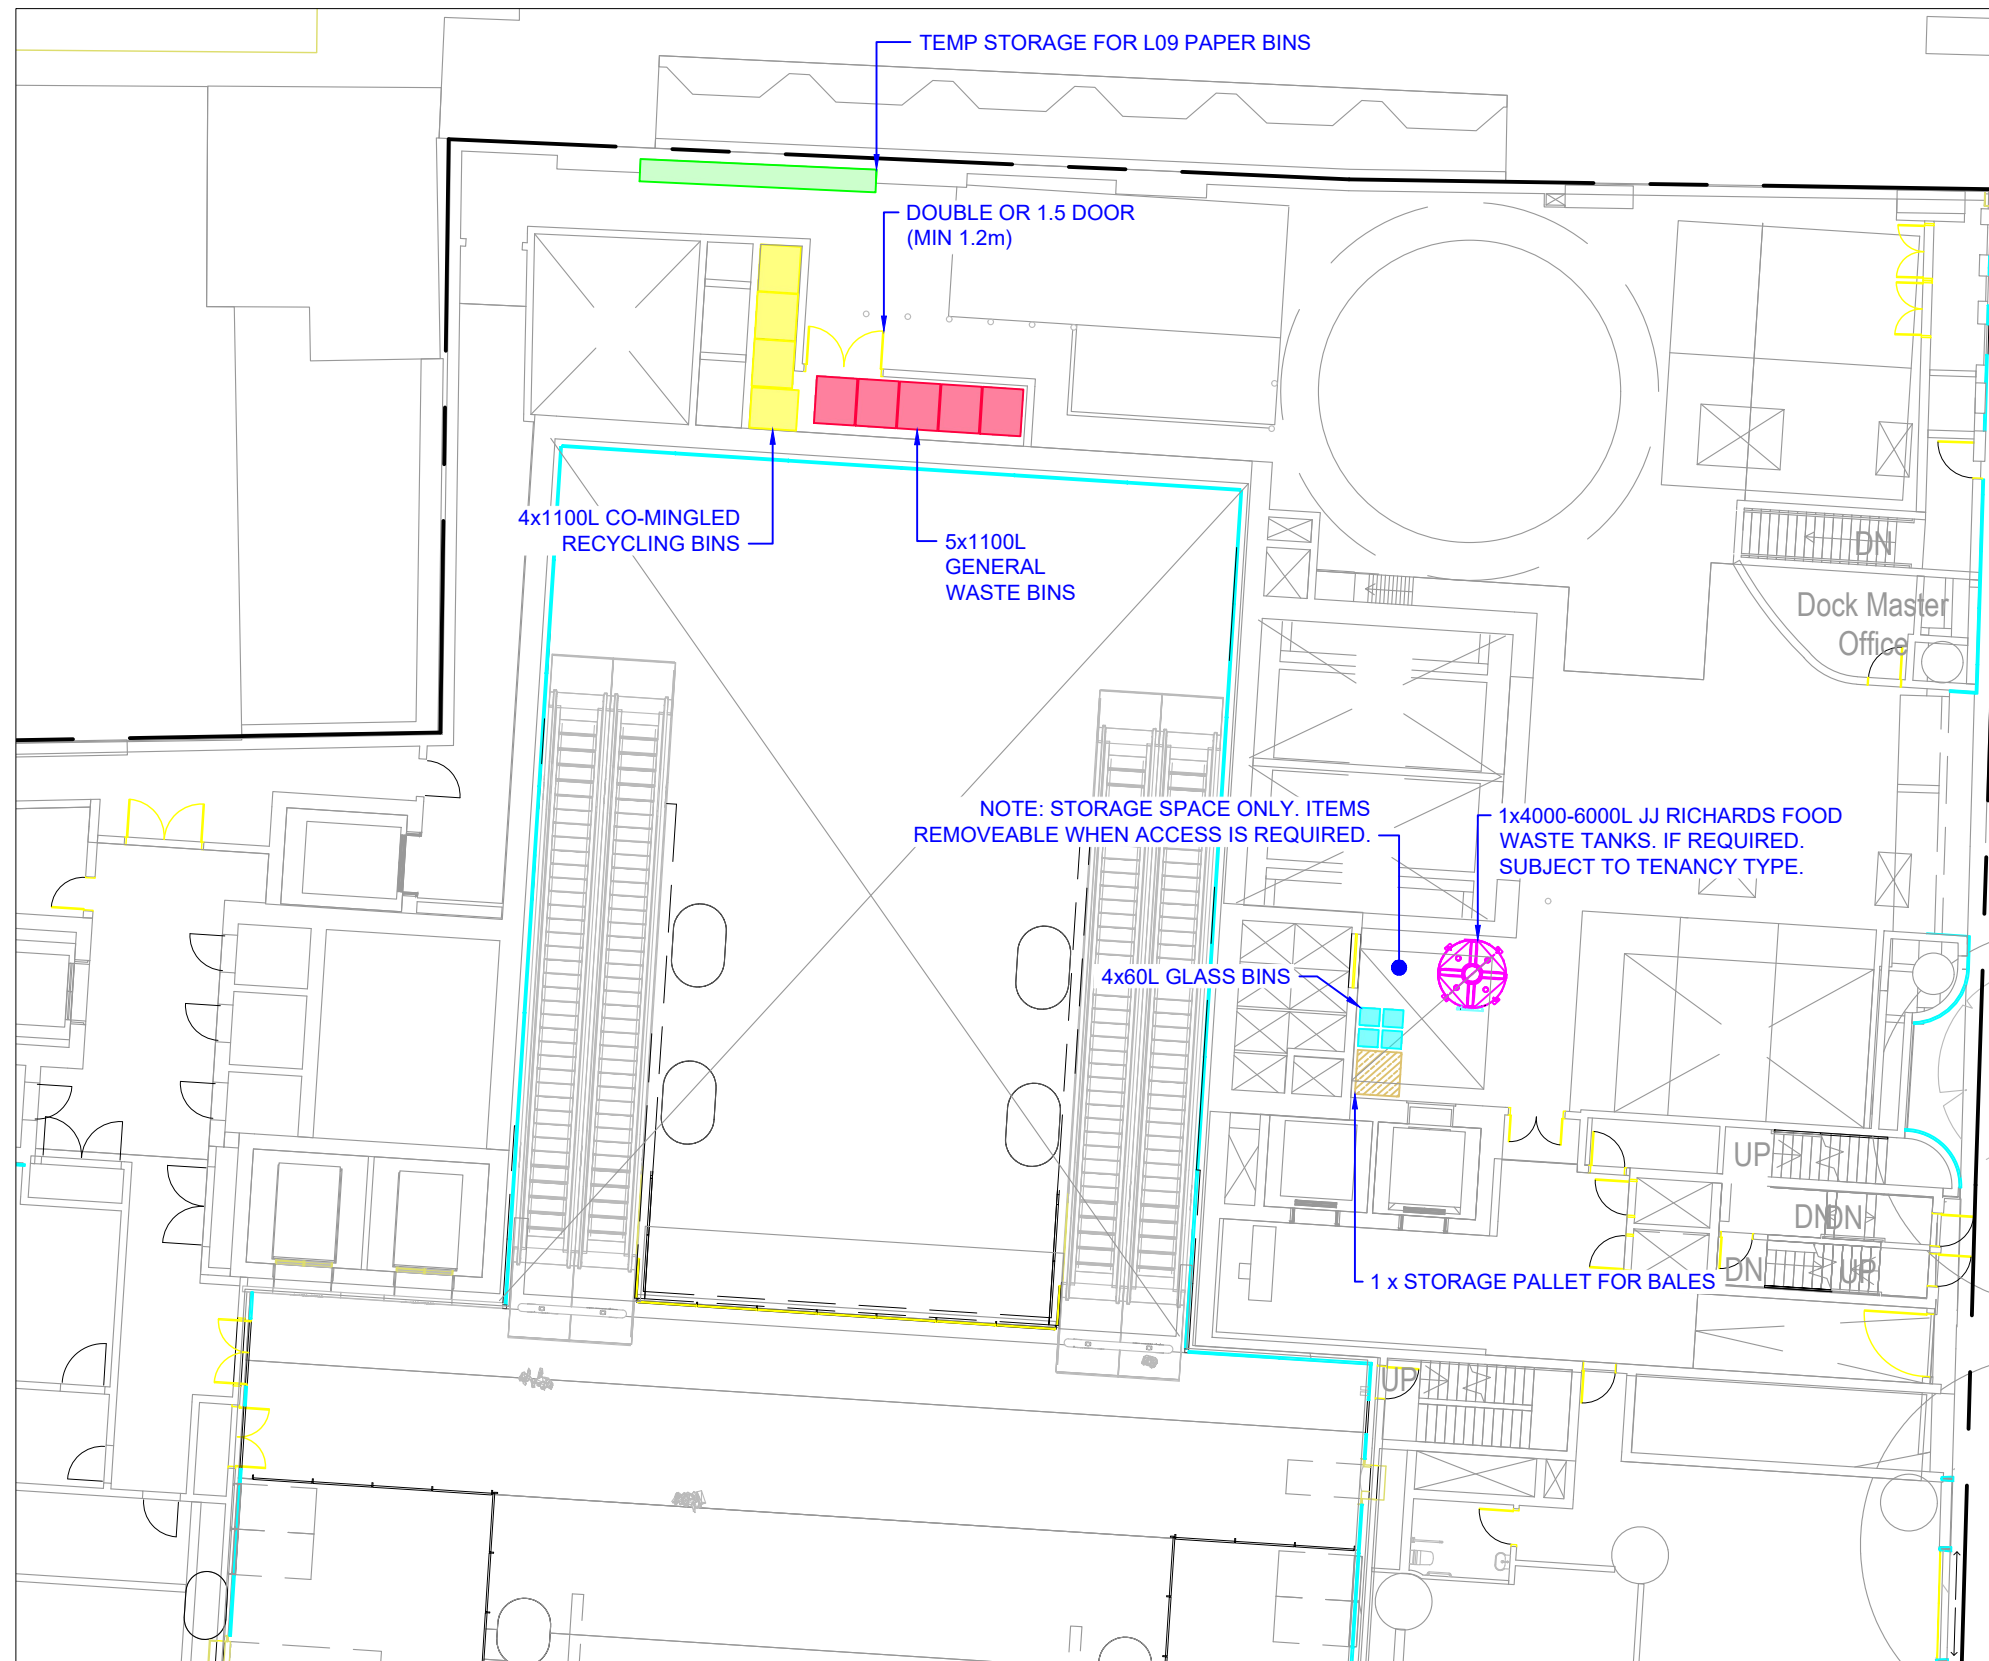 TEMP STORAGE FOR L09 PAPER BINS
DOUBLE OR 1.5 DOOR
(MIN 1.2m)
4x1100L CO-MINGLED
RECYCLING BINS
5x1100L
GENERAL
WASTE BINS
DN
Dock Master
Office
NOTE: STORAGE SPACE ONLY. ITEMS
REMOVEABLE WHEN ACCESS IS REQUIRED.
1x4000-6000L JJ RICHARDS FOOD
WASTE TANKS. IF REQUIRED.
SUBJECT TO TENANCY TYPE.
4x60L GLASS BINS
UP
DN
DN
DN
UP
1 x STORAGE PALLET FOR BALES
UP